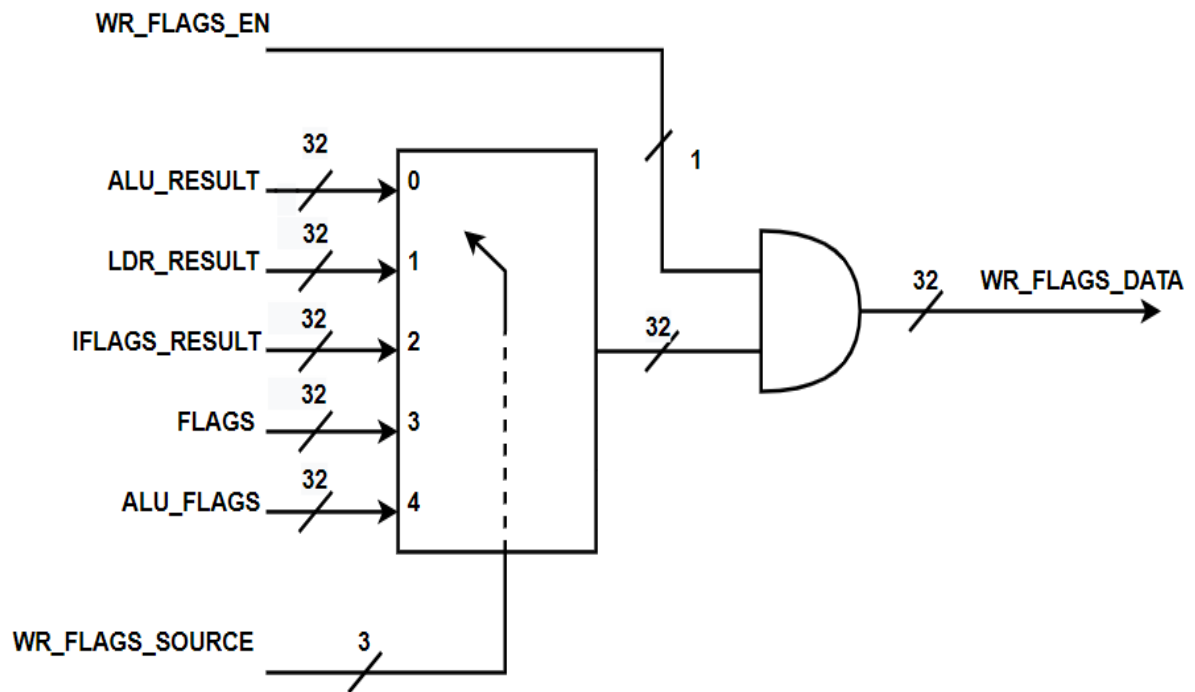 WR_FLAGS_EN
1
32
ALU_RESULT
0
32
LDR_RESULT
1
32
IFLAGS_RESULT
2
32
FLAGS
3
32
ALU_FLAGS
4
32
32
WR_FLAGS_DATA
WR_FLAGS_SOURCE
3